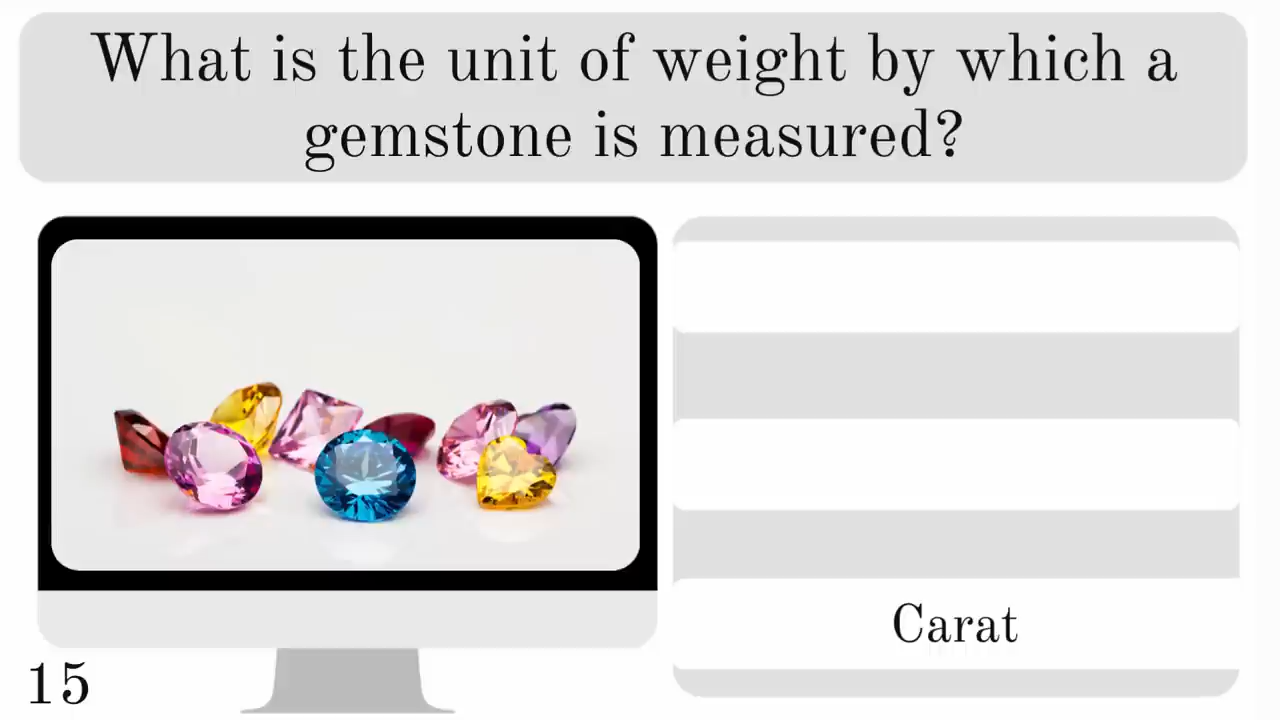 What is the unit of weight by which a
gemstone is measured?
Carat
15